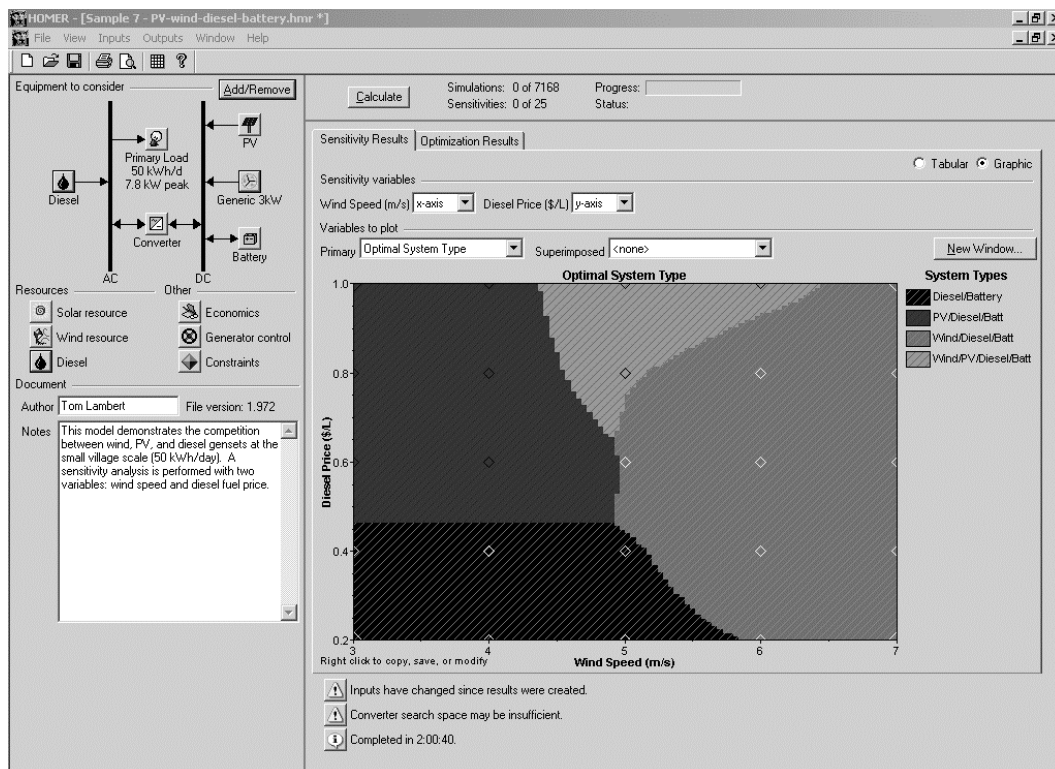 HOMER - [Sample 7 - PV-wind-diesel-battery.hmr *]
File View Inputs Outputs Window Help
Equipment to consider
Add/Remove
PV
Primary Load
50 kWh/d
7.8 kW peak
Diesel
Generic 3kW
Converter
Battery
AC
DC
Resources
Other
Solar resource
Economics
Wind resource
Generator control
Diesel
Constraints
Document
Author Tom Lambert File version: 1.972
Notes
This model demonstrates the competition
between wind, PV, and diesel gensets at the
small village scale (50 kWh/day). A
sensitivity analysis is performed with two
variables: wind speed and diesel fuel price.
Calculate
Simulations: 0 of 7168 Progress:
Sensitivities: 0 of 25 Status:
Sensitivity Results Optimization Results
Tabular Graphic
Sensitivity variables
Wind Speed (m/s) x-axis Diesel Price ($/L) y-axis
Variables to plot
Primary Optimal System Type Superimposed <none> New Window...
Optimal System Type
System Types
Diesel/Battery
PV/Diesel/Batt
Wind/Diesel/Batt
Wind/PV/Diesel/Batt
Diesel Price ($/L)
1.0
0.8
0.6
0.4
0.2
3 4 5 6 7
Wind Speed (m/s)
Right click to copy, save, or modify
Inputs have changed since results were created.
Converter search space may be insufficient.
Completed in 2:00:40.